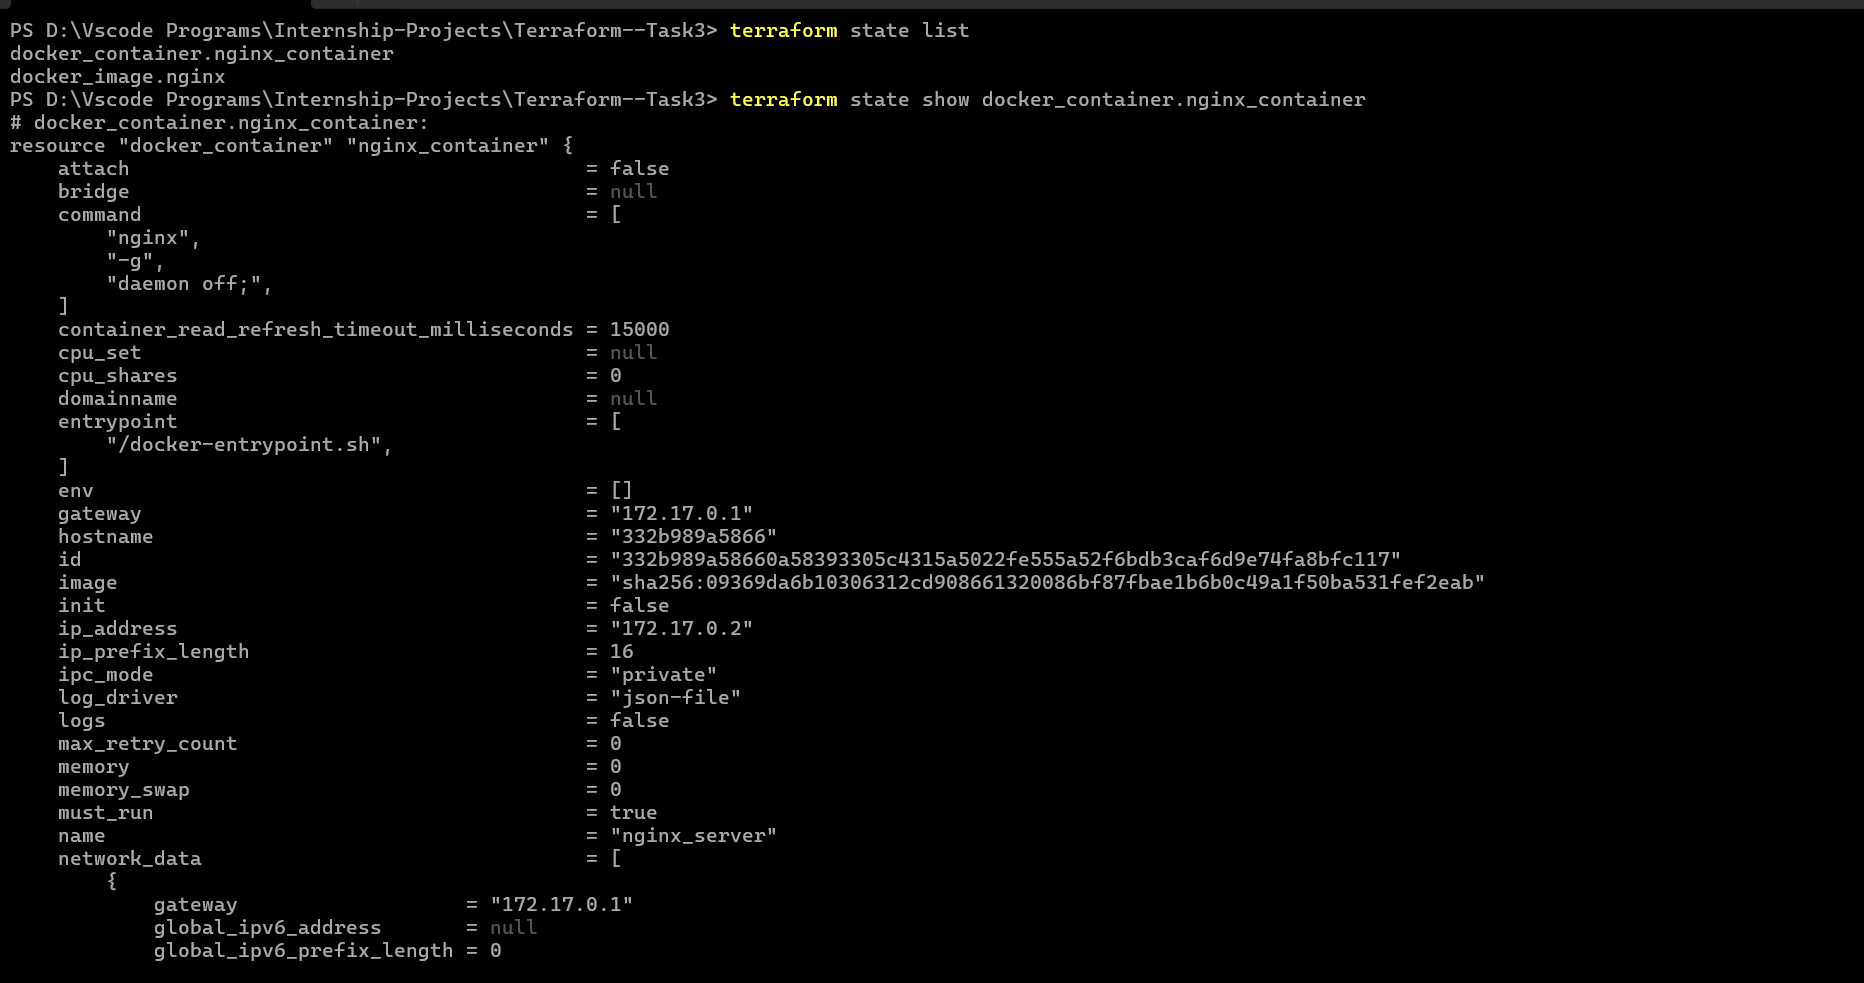 PS D:\Vscode Programs\Internship-Projects\Terraform--Task3> terraform state list
docker_container.nginx_container
docker_image.nginx
PS D:\Vscode Programs\Internship-Projects\Terraform--Task3> terraform state show docker_container.nginx_container
# docker_container.nginx_container:
resource "docker_container" "nginx_container" {
    attach                                      = false
    bridge                                      = null
    command                                     = [
        "nginx",
        "-g",
        "daemon off;",
    ]
    container_read_refresh_timeout_milliseconds = 15000
    cpu_set                                     = null
    cpu_shares                                  = 0
    domainname                                  = null
    entrypoint                                  = [
        "/docker-entrypoint.sh",
    ]
    env                                         = []
    gateway                                     = "172.17.0.1"
    hostname                                    = "332b989a5866"
    id                                          = "332b989a58660a58393305c4315a5022fe555a52f6bdb3caf6d9e74fa8bfc117"
    image                                       = "sha256:09369da6b10306312cd908661320086bf87fbae1b6b0c49a1f50ba531fef2eab"
    init                                        = false
    ip_address                                  = "172.17.0.2"
    ip_prefix_length                            = 16
    ipc_mode                                    = "private"
    log_driver                                  = "json-file"
    logs                                        = false
    max_retry_count                             = 0
    memory                                      = 0
    memory_swap                                 = 0
    must_run                                    = true
    name                                        = "nginx_server"
    network_data                                = [
        {
            gateway                   = "172.17.0.1"
            global_ipv6_address       = null
            global_ipv6_prefix_length = 0